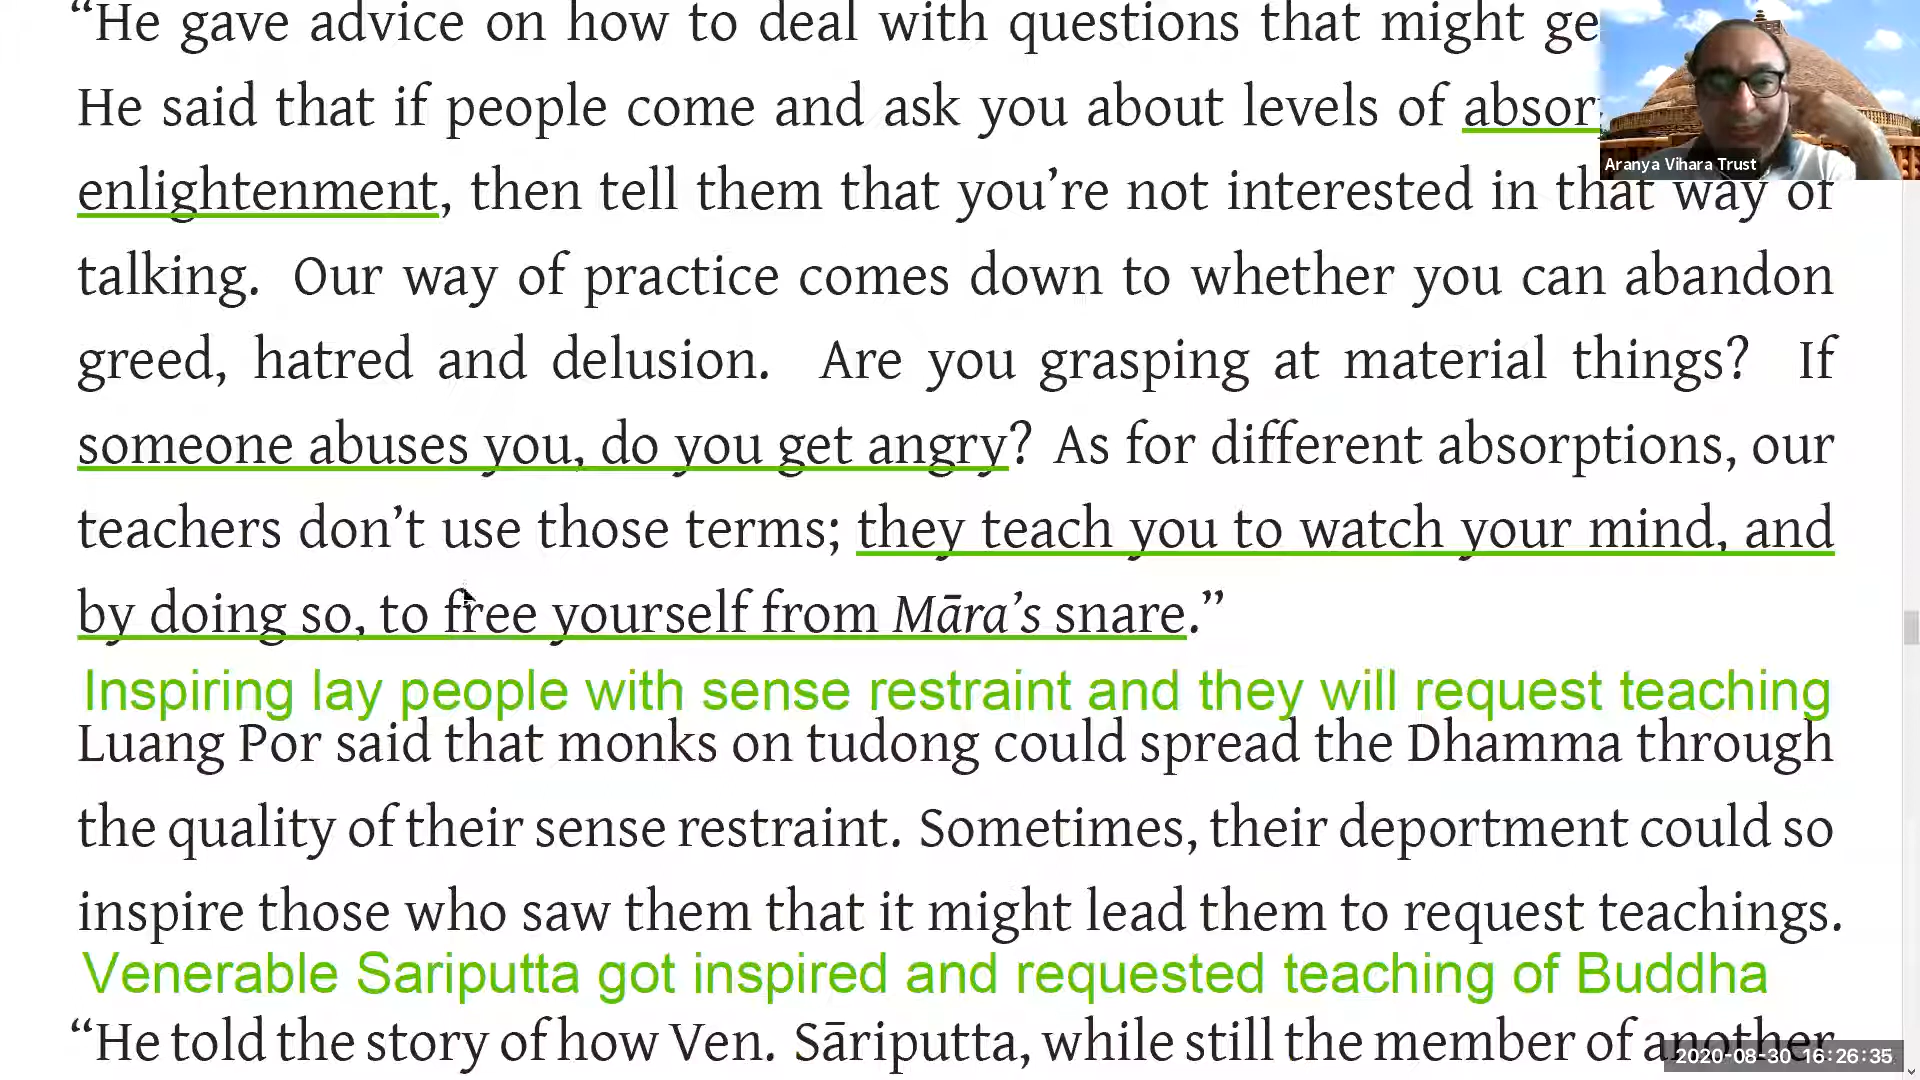 “He gave advice on how to deal with questions that might
He said that if people come and ask you about levels of
enlightenment, then tell them that you’re not interested in that way of
talking. Our way of practice comes down to whether you can abandon
greed, hatred and delusion. Are you grasping at material things? If
someone abuses you, do you get angry? As for different absorptions, our
teachers don’t use those terms; they teach you to watch your mind, and
by doing so, to free yourself from Māra’s snare.”
Inspiring lay people with sense restraint and they will request teaching
Luang Por said that monks on tudong could spread the Dhamma through
the quality of their sense restraint. Sometimes, their deportment could so
inspire those who saw them that it might lead them to request teachings.
Venerable Sariputta got inspired and requested teaching of Buddha
“He told the story of how Ven. Sāriputta, while still the member of another
Aranya Vihara Trust
2020-08-30 16:26:35